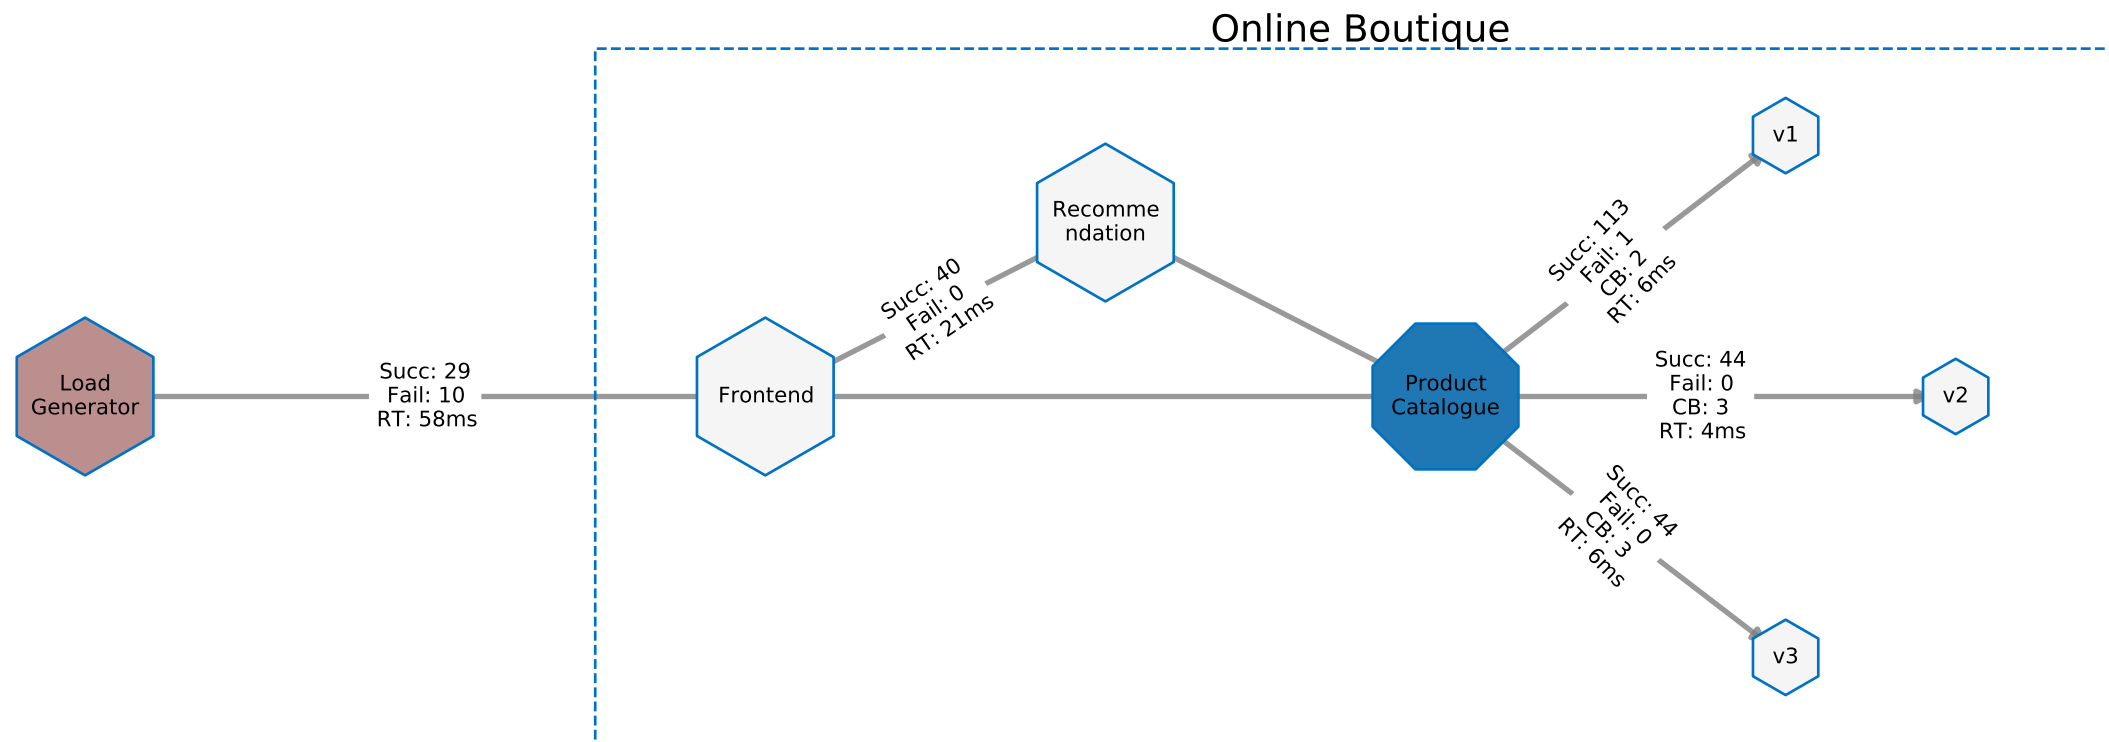 Online Boutique
Load
Generator
Succ: 29
Fail: 10
RT: 58ms
Frontend
Succ: 40
Fail: 0
RT: 21ms
Recomme
ndation
Product
Catalogue
Succ: 113
Fail: 1
CB: 2
RT: 6ms
v1
Succ: 44
Fail: 0
CB: 3
RT: 4ms
v2
Succ: 44
Fail: 0
CB: 3
RT: 6ms
v3